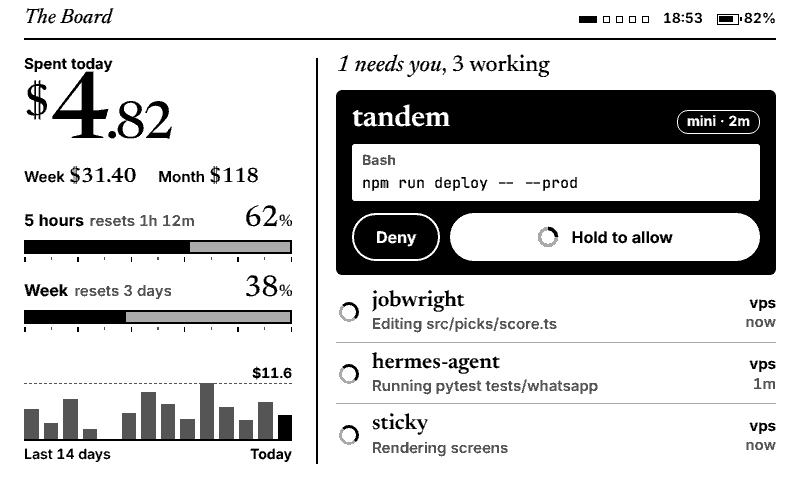 The Board
18:53 82%
Spent today
$4.82
Week $31.40 Month $118
5 hours resets 1h 12m 62%
Week resets 3 days 38%
$11.6
Last 14 days Today
1 needs you, 3 working
tandem mini · 2m
Bash
npm run deploy -- --prod
Deny Hold to allow
jobwright vps
Editing src/picks/score.ts now
hermes-agent vps
Running pytest tests/whatsapp 1m
sticky vps
Rendering screens now